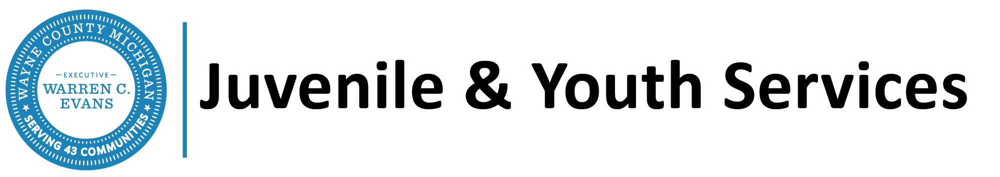 WAYNE COUNTY MICHIGAN
—EXECUTIVE—
WARREN C.
EVANS
★ SERVING 43 COMMUNITIES ★
Juvenile & Youth Services